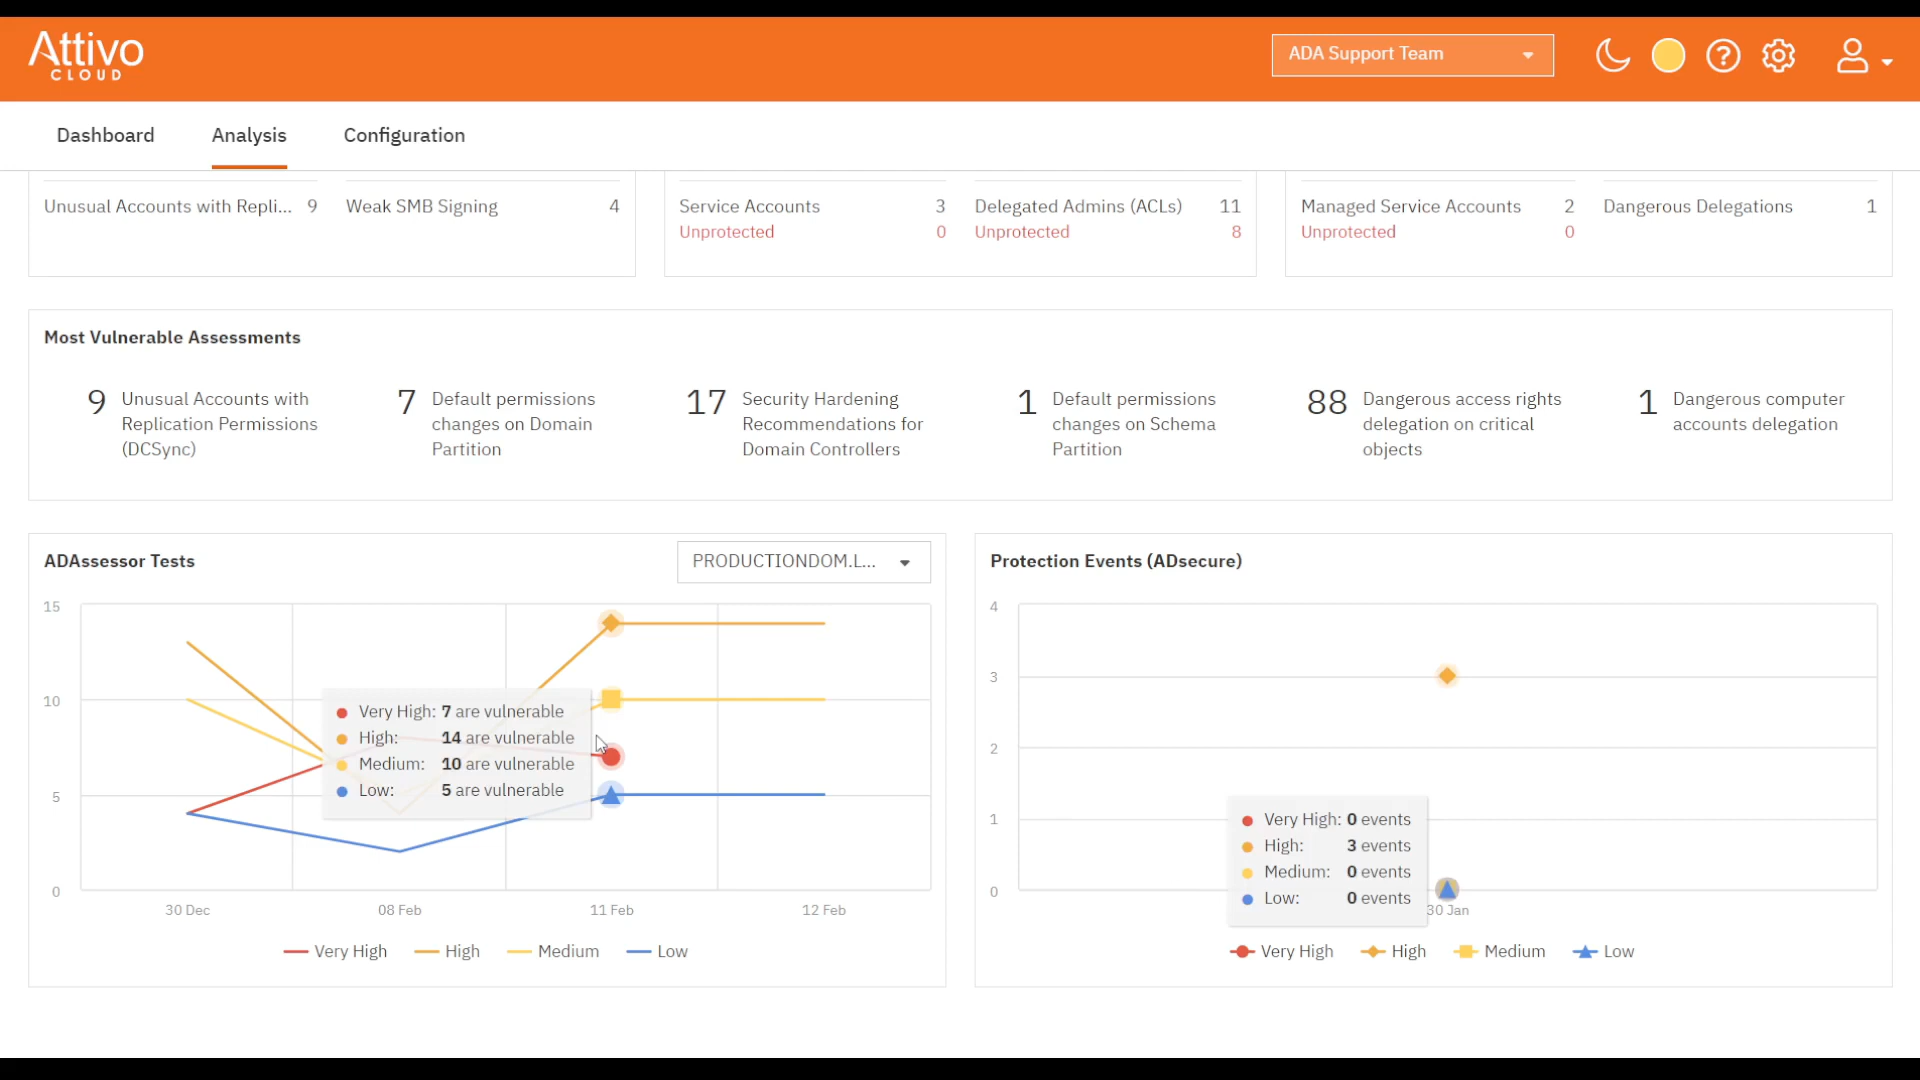 Attivo
CLOUD
ADA Support Team
Dashboard
Analysis
Configuration
Unusual Accounts with Repli... 9
Weak SMB Signing 4
Service Accounts 3
Unprotected 0
Delegated Admins (ACLs) 11
Unprotected 8
Managed Service Accounts 2
Unprotected 0
Dangerous Delegations 1
Most Vulnerable Assessments
9
Unusual Accounts with
Replication Permissions
(DCSync)
7
Default permissions
changes on Domain
Partition
17
Security Hardening
Recommendations for
Domain Controllers
1
Default permissions
changes on Schema
Partition
88
Dangerous access rights
delegation on critical
objects
1
Dangerous computer
accounts delegation
ADAssessor Tests
PRODUCTIONDOM.L...
15
10
5
0
Very High: 7 are vulnerable
High: 14 are vulnerable
Medium: 10 are vulnerable
Low: 5 are vulnerable
30 Dec 08 Feb 11 Feb 12 Feb
Very High High Medium Low
Protection Events (ADsecure)
4
3
2
1
0
Very High: 0 events
High: 3 events
Medium: 0 events
Low: 0 events
30 Jan
Very High High Medium Low